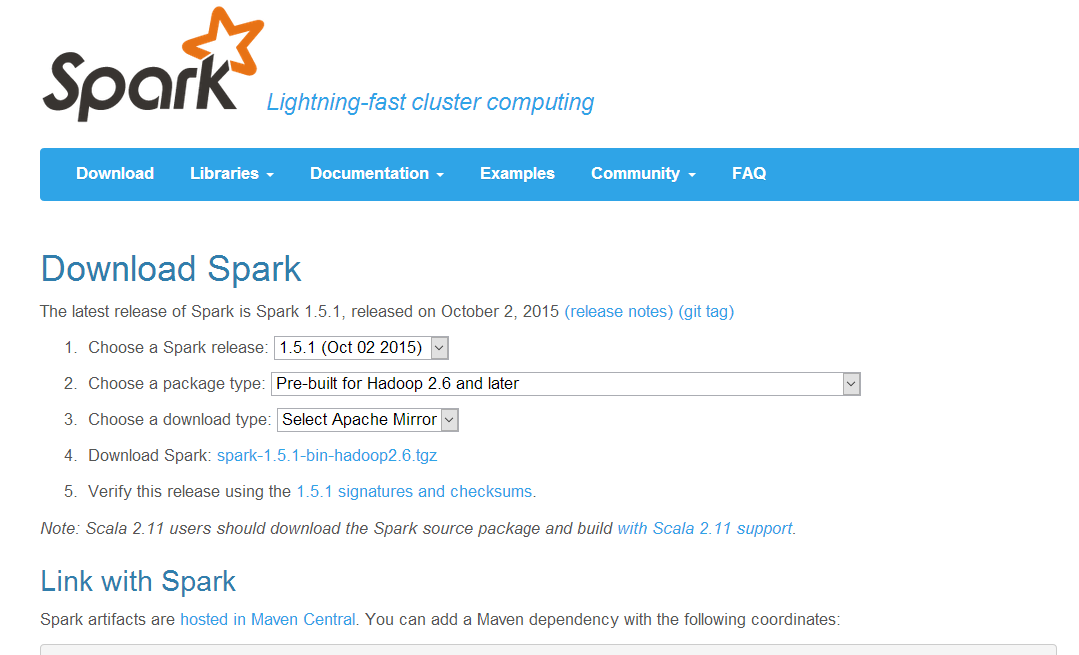 Spark
Lightning-fast cluster computing
Download Libraries Documentation Examples Community FAQ
Download Spark
The latest release of Spark is Spark 1.5.1, released on October 2, 2015 (release notes) (git tag)
1. Choose a Spark release: 1.5.1 (Oct 02 2015)
2. Choose a package type: Pre-built for Hadoop 2.6 and later
3. Choose a download type: Select Apache Mirror
4. Download Spark: spark-1.5.1-bin-hadoop2.6.tgz
5. Verify this release using the 1.5.1 signatures and checksums.
Note: Scala 2.11 users should download the Spark source package and build with Scala 2.11 support.
Link with Spark
Spark artifacts are hosted in Maven Central. You can add a Maven dependency with the following coordinates: